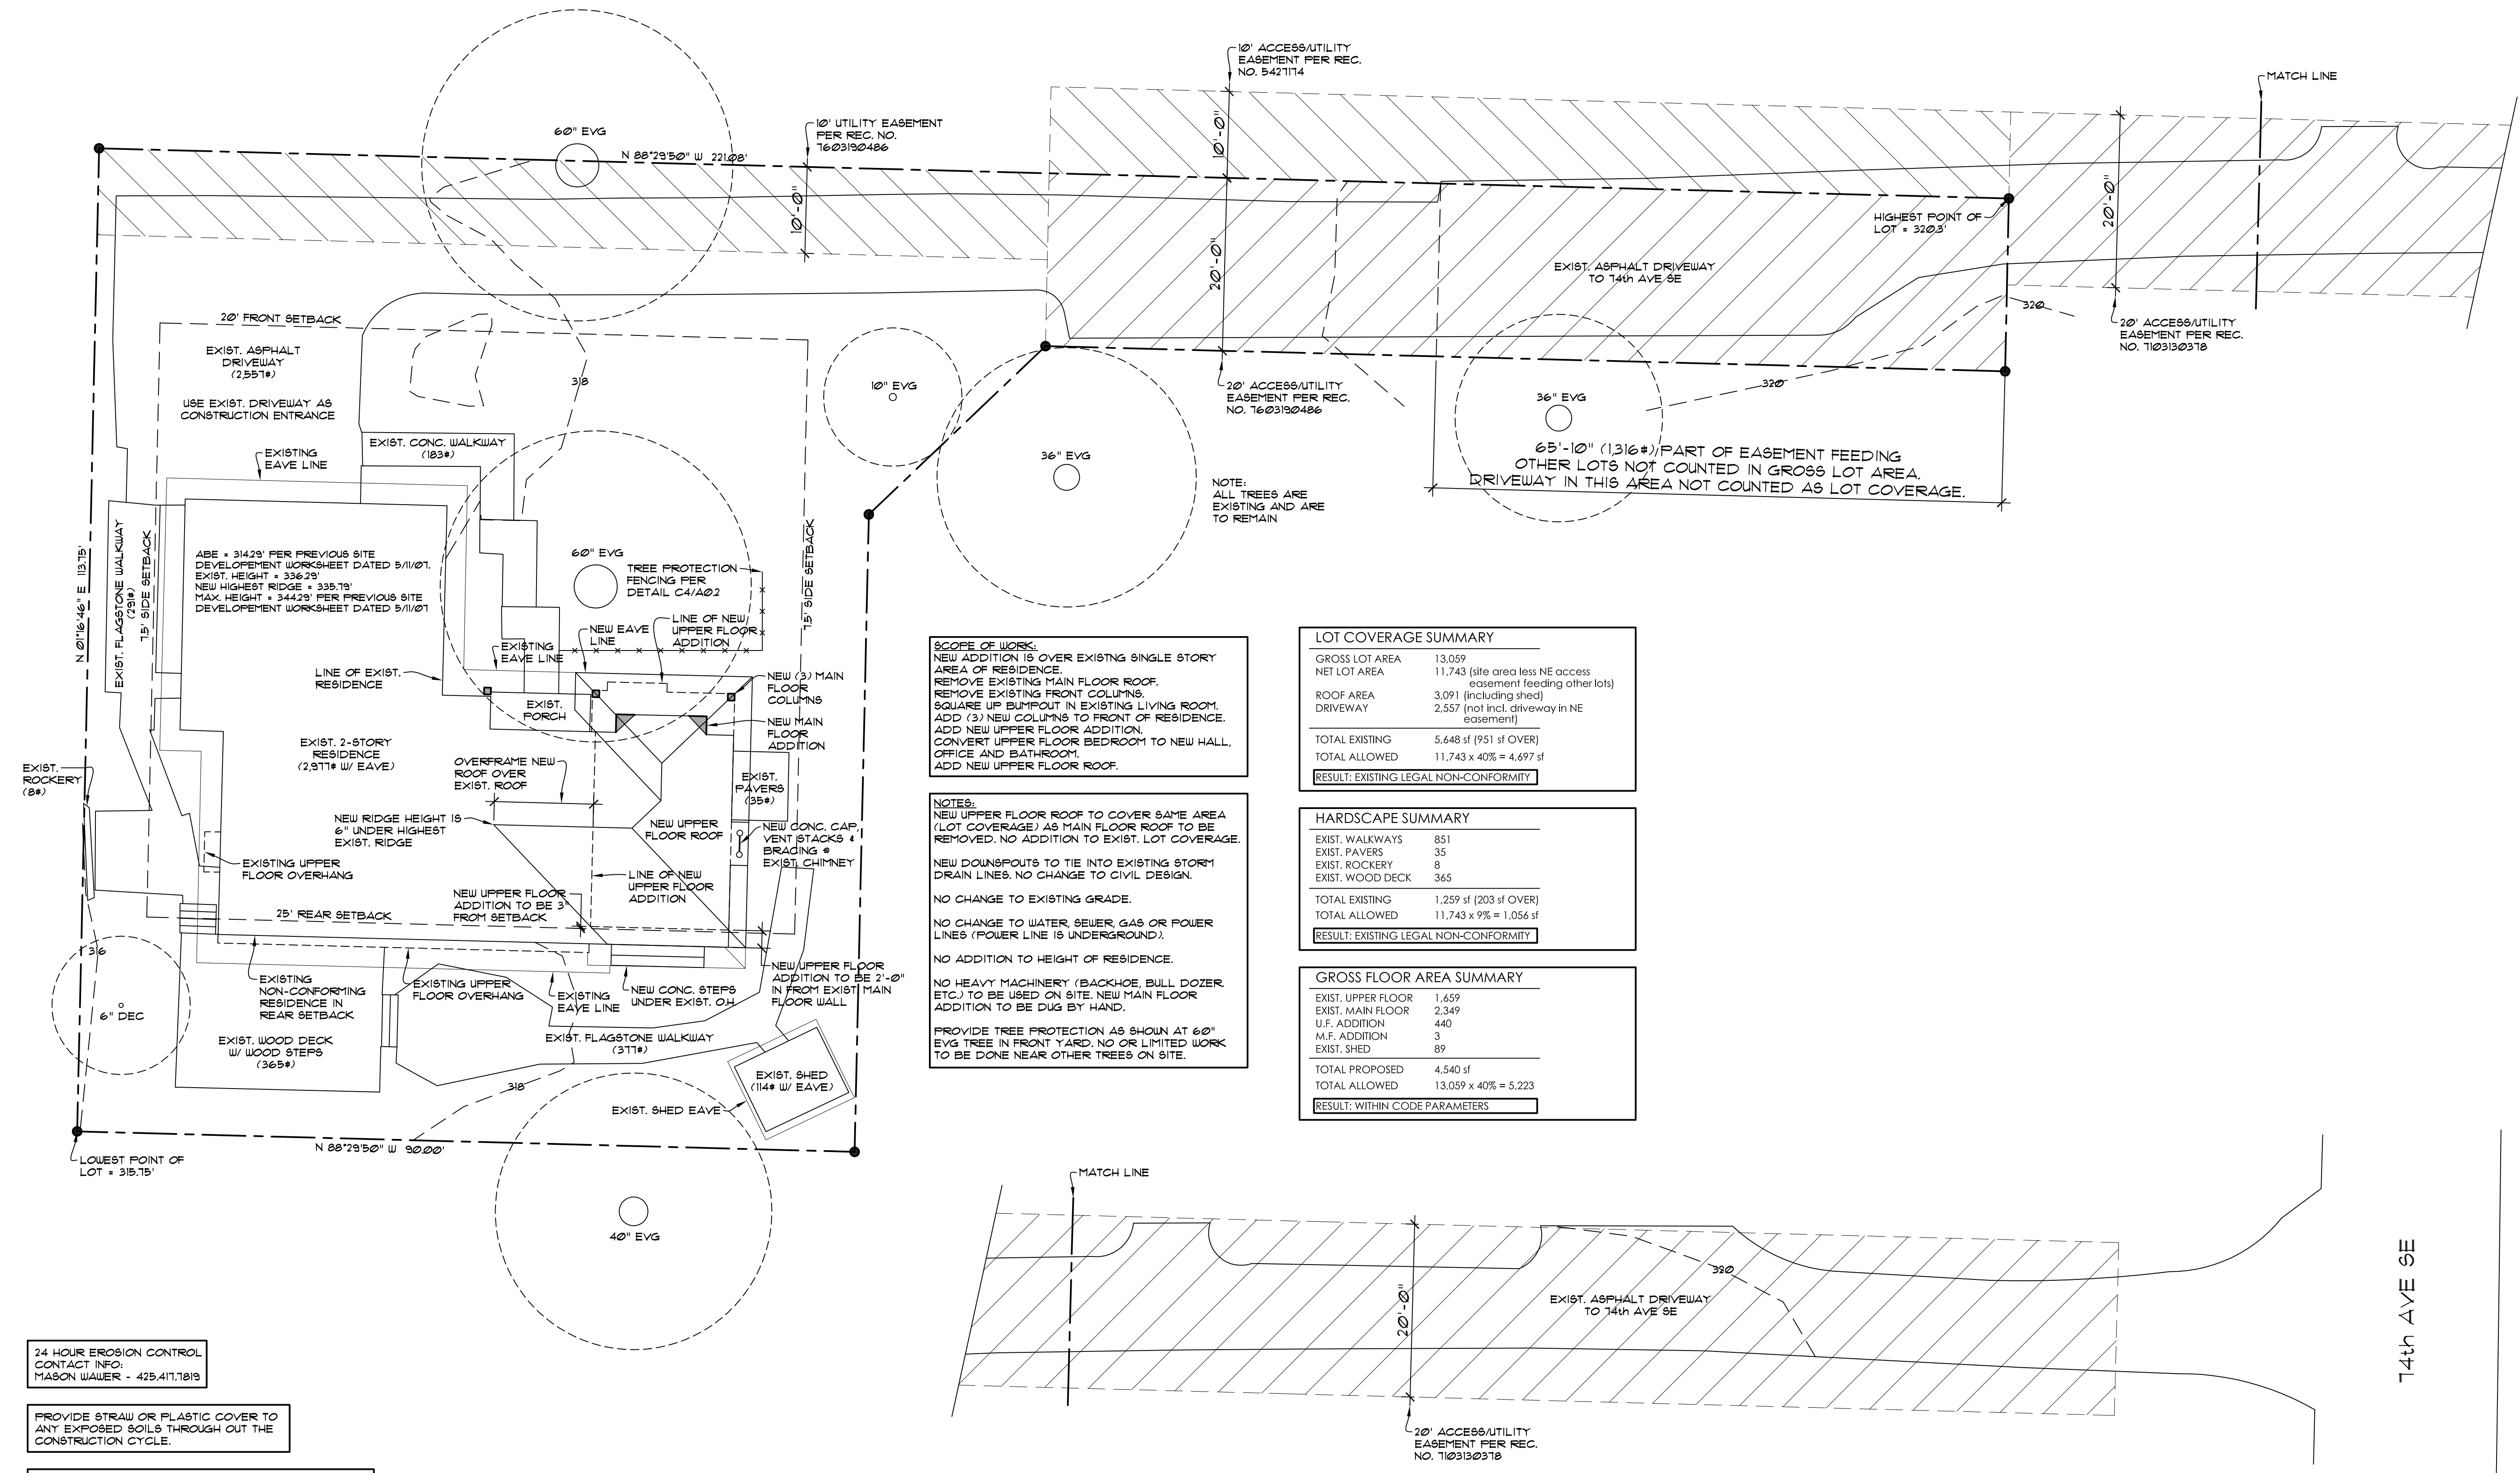 10' ACCESS/UTILITY
EASEMENT PER REC.
NO. 5427174
MATCH LINE
60" EVG
10' UTILITY EASEMENT
PER REC. NO.
7603190486
N 88°29'50" W 221.08'
10'-0"
10'-0"
20'-0"
20'-0"
HIGHEST POINT OF
LOT = 320.3'
EXIST. ASPHALT DRIVEWAY
TO 74th AVE SE
320
20' ACCESS/UTILITY
EASEMENT PER REC.
NO. 7103130378
20' FRONT SETBACK
EXIST. ASPHALT
DRIVEWAY
(2,557#)
USE EXIST. DRIVEWAY AS
CONSTRUCTION ENTRANCE
318
10" EVG
20' ACCESS/UTILITY
EASEMENT PER REC.
NO. 7603190486
320
36" EVG
65'-10" (1,316#) PART OF EASEMENT FEEDING
OTHER LOTS NOT COUNTED IN GROSS LOT AREA.
DRIVEWAY IN THIS AREA NOT COUNTED AS LOT COVERAGE.
EXIST. CONC. WALKWAY
(183#)
EXISTING
EAVE LINE
36" EVG
NOTE:
ALL TREES ARE
EXISTING AND ARE
TO REMAIN
N 01°16'46" E 113.75'
EXIST. FLAGSTONE WALKWAY
(291#)
7.5' SIDE SETBACK
ABE = 314.29' PER PREVIOUS SITE
DEVELOPEMENT WORKSHEET DATED 5/11/07.
EXIST. HEIGHT = 336.29'
NEW HIGHEST RIDGE = 335.79'
MAX. HEIGHT = 344.29' PER PREVIOUS SITE
DEVELOPEMENT WORKSHEET DATED 5/11/07
60" EVG
TREE PROTECTION
FENCING PER
DETAIL C4/A0.2
7.5' SIDE SETBACK
LINE OF NEW
UPPER FLOOR
ADDITION
NEW EAVE
LINE
EXISTING
EAVE LINE
LINE OF EXIST.
RESIDENCE
NEW (3) MAIN
FLOOR
COLUMNS
EXIST.
PORCH
NEW MAIN
FLOOR
ADDITION
EXIST. 2-STORY
RESIDENCE
(2,977# W/ EAVE)
OVERFRAME NEW
ROOF OVER
EXIST. ROOF
EXIST.
PAVERS
(35#)
EXIST.
ROCKERY
(8#)
NEW RIDGE HEIGHT IS
6" UNDER HIGHEST
EXIST. RIDGE
NEW UPPER
FLOOR ROOF
NEW CONC. CAP,
VENT STACKS &
BRACING @
EXIST. CHIMNEY
EXISTING UPPER
FLOOR OVERHANG
LINE OF NEW
UPPER FLOOR
ADDITION
NEW UPPER FLOOR
ADDITION TO BE 3"
FROM SETBACK
25' REAR SETBACK
316
6" DEC
EXISTING
NON-CONFORMING
RESIDENCE IN
REAR SETBACK
EXISTING UPPER
FLOOR OVERHANG
EXISTING
EAVE LINE
NEW CONC. STEPS
UNDER EXIST. O.H.
NEW UPPER FLOOR
ADDITION TO BE 2'-0"
IN FROM EXIST. MAIN
FLOOR WALL
EXIST. WOOD DECK
W/ WOOD STEPS
(365#)
EXIST. FLAGSTONE WALKWAY
(377#)
318
EXIST. SHED
(114# W/ EAVE)
EXIST. SHED EAVE
N 88°29'50" W 90.00'
LOWEST POINT OF
LOT = 315.75'
40" EVG
SCOPE OF WORK:
NEW ADDITION IS OVER EXISTNG SINGLE STORY
AREA OF RESIDENCE.
REMOVE EXISTING MAIN FLOOR ROOF.
REMOVE EXISTING FRONT COLUMNS.
SQUARE UP BUMPOUT IN EXISTING LIVING ROOM.
ADD (3) NEW COLUMNS TO FRONT OF RESIDENCE.
ADD NEW UPPER FLOOR ADDITION.
CONVERT UPPER FLOOR BEDROOM TO NEW HALL,
OFFICE AND BATHROOM.
ADD NEW UPPER FLOOR ROOF.
NOTES:
NEW UPPER FLOOR ROOF TO COVER SAME AREA
(LOT COVERAGE) AS MAIN FLOOR ROOF TO BE
REMOVED. NO ADDITION TO EXIST. LOT COVERAGE.
NEW DOWNSPOUTS TO TIE INTO EXISTING STORM
DRAIN LINES. NO CHANGE TO CIVIL DESIGN.
NO CHANGE TO EXISTING GRADE.
NO CHANGE TO WATER, SEWER, GAS OR POWER
LINES (POWER LINE IS UNDERGROUND).
NO ADDITION TO HEIGHT OF RESIDENCE.
NO HEAVY MACHINERY (BACKHOE, BULL DOZER
ETC.) TO BE USED ON SITE. NEW MAIN FLOOR
ADDITION TO BE DUG BY HAND.
PROVIDE TREE PROTECTION AS SHOWN AT 60"
EVG TREE IN FRONT YARD. NO OR LIMITED WORK
TO BE DONE NEAR OTHER TREES ON SITE.
LOT COVERAGE SUMMARY
GROSS LOT AREA 13,059
NET LOT AREA 11,743 (site area less NE access
easement feeding other lots)
ROOF AREA 3,091 (including shed)
DRIVEWAY 2,557 (not incl. driveway in NE
easement)
TOTAL EXISTING 5,648 sf (951 sf OVER)
TOTAL ALLOWED 11,743 x 40% = 4,697 sf
RESULT: EXISTING LEGAL NON-CONFORMITY
HARDSCAPE SUMMARY
EXIST. WALKWAYS 851
EXIST. PAVERS 35
EXIST. ROCKERY 8
EXIST. WOOD DECK 365
TOTAL EXISTING 1,259 sf (203 sf OVER)
TOTAL ALLOWED 11,743 x 9% = 1,056 sf
RESULT: EXISTING LEGAL NON-CONFORMITY
GROSS FLOOR AREA SUMMARY
EXIST. UPPER FLOOR 1,659
EXIST. MAIN FLOOR 2,349
U.F. ADDITION 440
M.F. ADDITION 3
EXIST. SHED 89
TOTAL PROPOSED 4,540 sf
TOTAL ALLOWED 13,059 x 40% = 5,223
RESULT: WITHIN CODE PARAMETERS
MATCH LINE
20'-0"
EXIST. ASPHALT DRIVEWAY
TO 74th AVE SE
320
20' ACCESS/UTILITY
EASEMENT PER REC.
NO. 7103130378
74th AVE SE
24 HOUR EROSION CONTROL
CONTACT INFO:
MASON WAWER - 425.417.7819
PROVIDE STRAW OR PLASTIC COVER TO
ANY EXPOSED SOILS THROUGH OUT THE
CONSTRUCTION CYCLE.